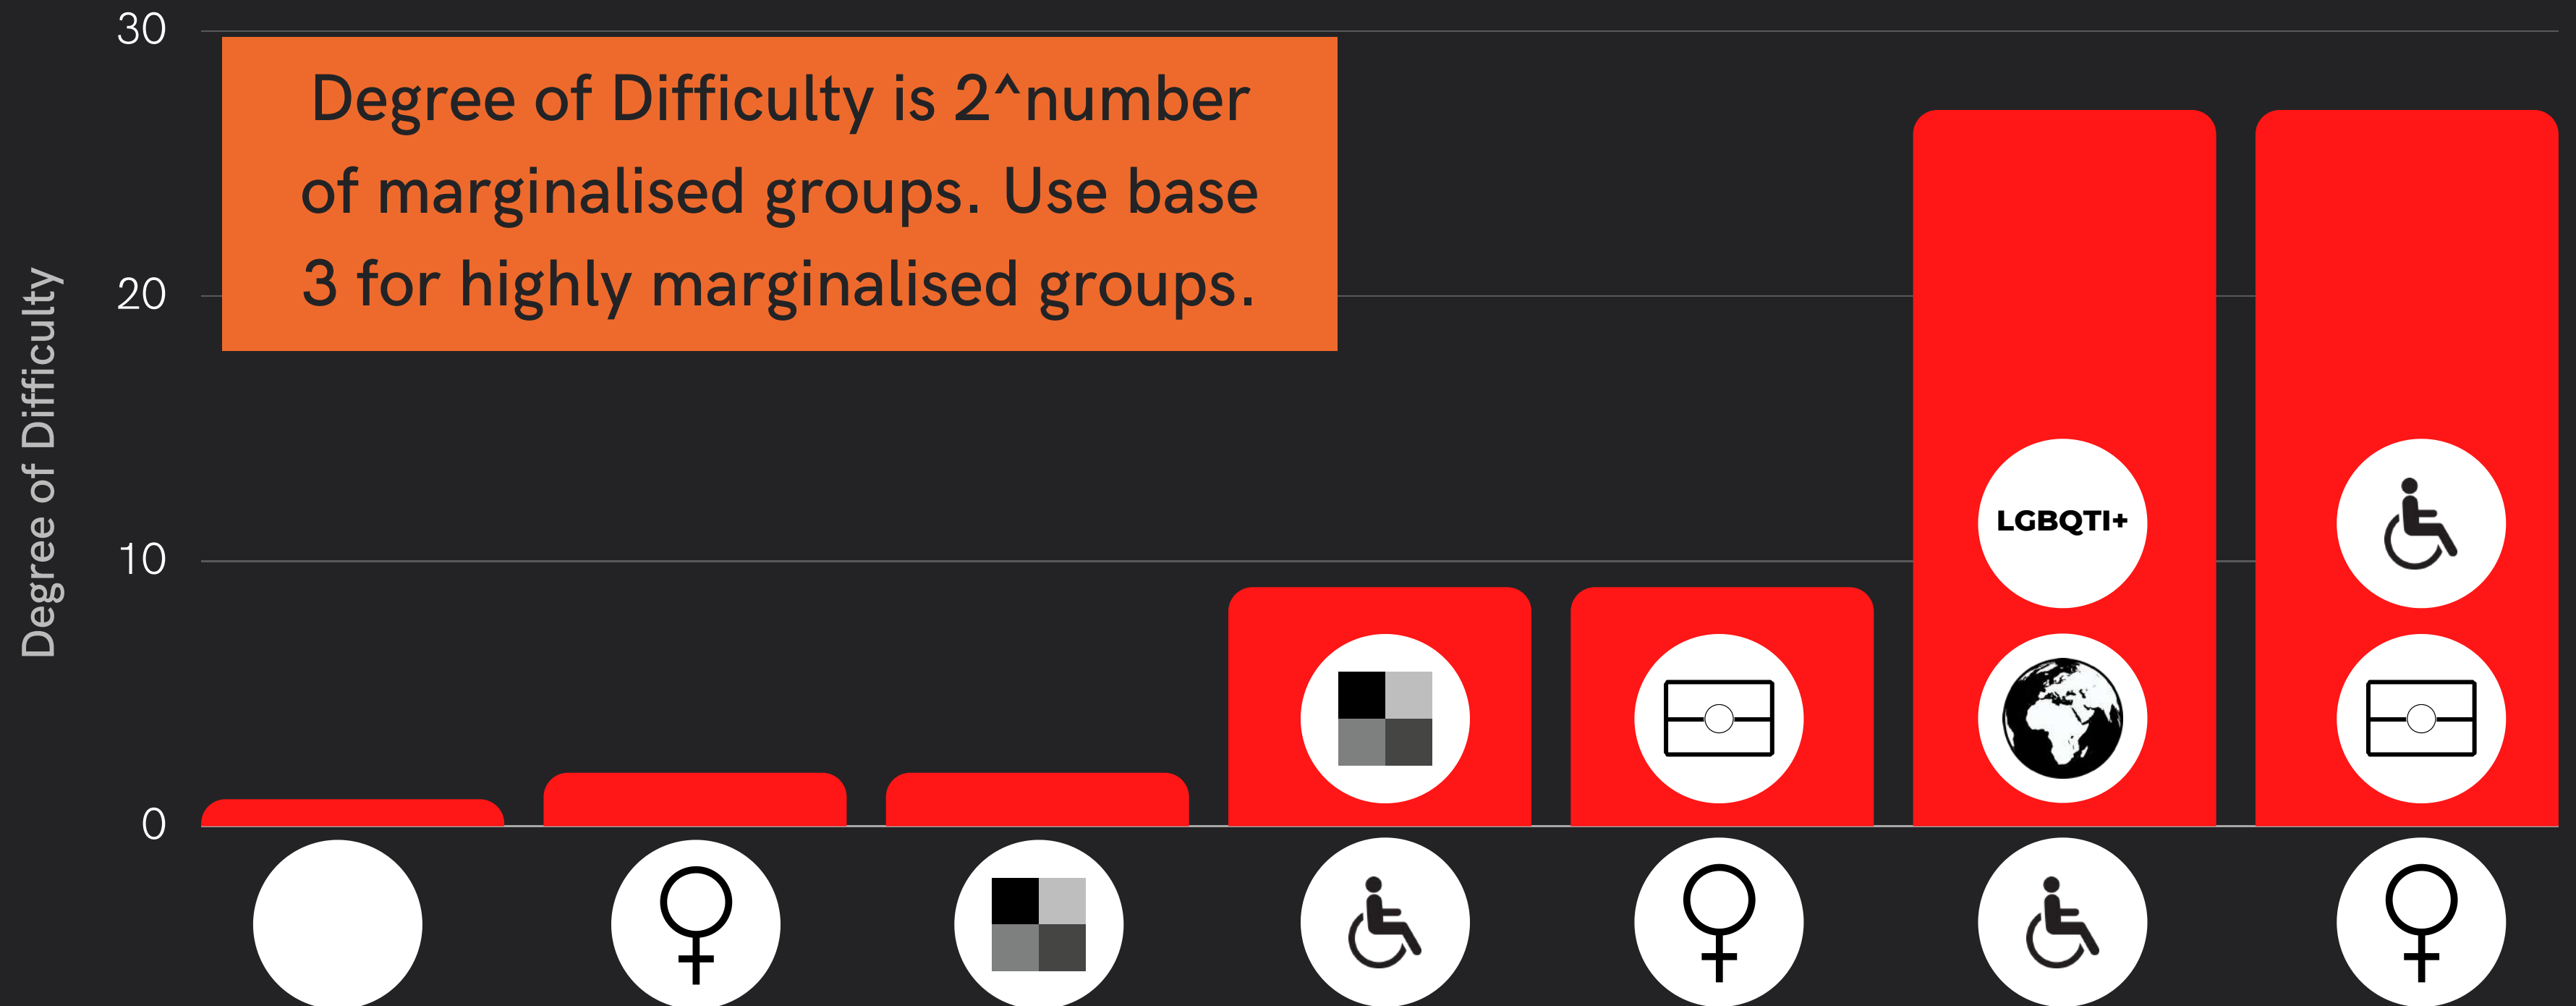 30
Degree of Difficulty is 2^number
of marginalised groups. Use base
3 for highly marginalised groups.
20
Degree of Difficulty
10
LGBQTI+
0